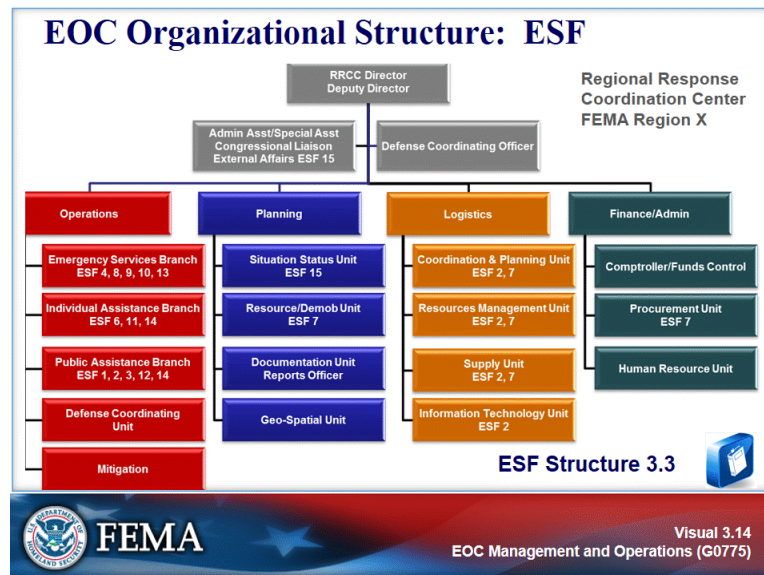 EOC Organizational Structure: ESF
RRCC Director
Deputy Director
Regional Response
Coordination Center
FEMA Region X
Admin Asst/Special Asst
Congressional Liaison
External Affairs ESF 15
Defense Coordinating Officer
Operations
Planning
Logistics
Finance/Admin
Emergency Services Branch
ESF 4, 8, 9, 10, 13
Individual Assistance Branch
ESF 6, 11, 14
Public Assistance Branch
ESF 1, 2, 3, 12, 14
Defense Coordinating
Unit
Mitigation
Situation Status Unit
ESF 15
Resource/Demob Unit
ESF 7
Documentation Unit
Reports Officer
Geo-Spatial Unit
Coordination & Planning Unit
ESF 2, 7
Resources Management Unit
ESF 2, 7
Supply Unit
ESF 2, 7
Information Technology Unit
ESF 2
Comptroller/Funds Control
Procurement Unit
ESF 7
Human Resource Unit
ESF Structure 3.3
U.S. DEPARTMENT OF
HOMELAND SECURITY
FEMA
Visual 3.14
EOC Management and Operations (G0775)